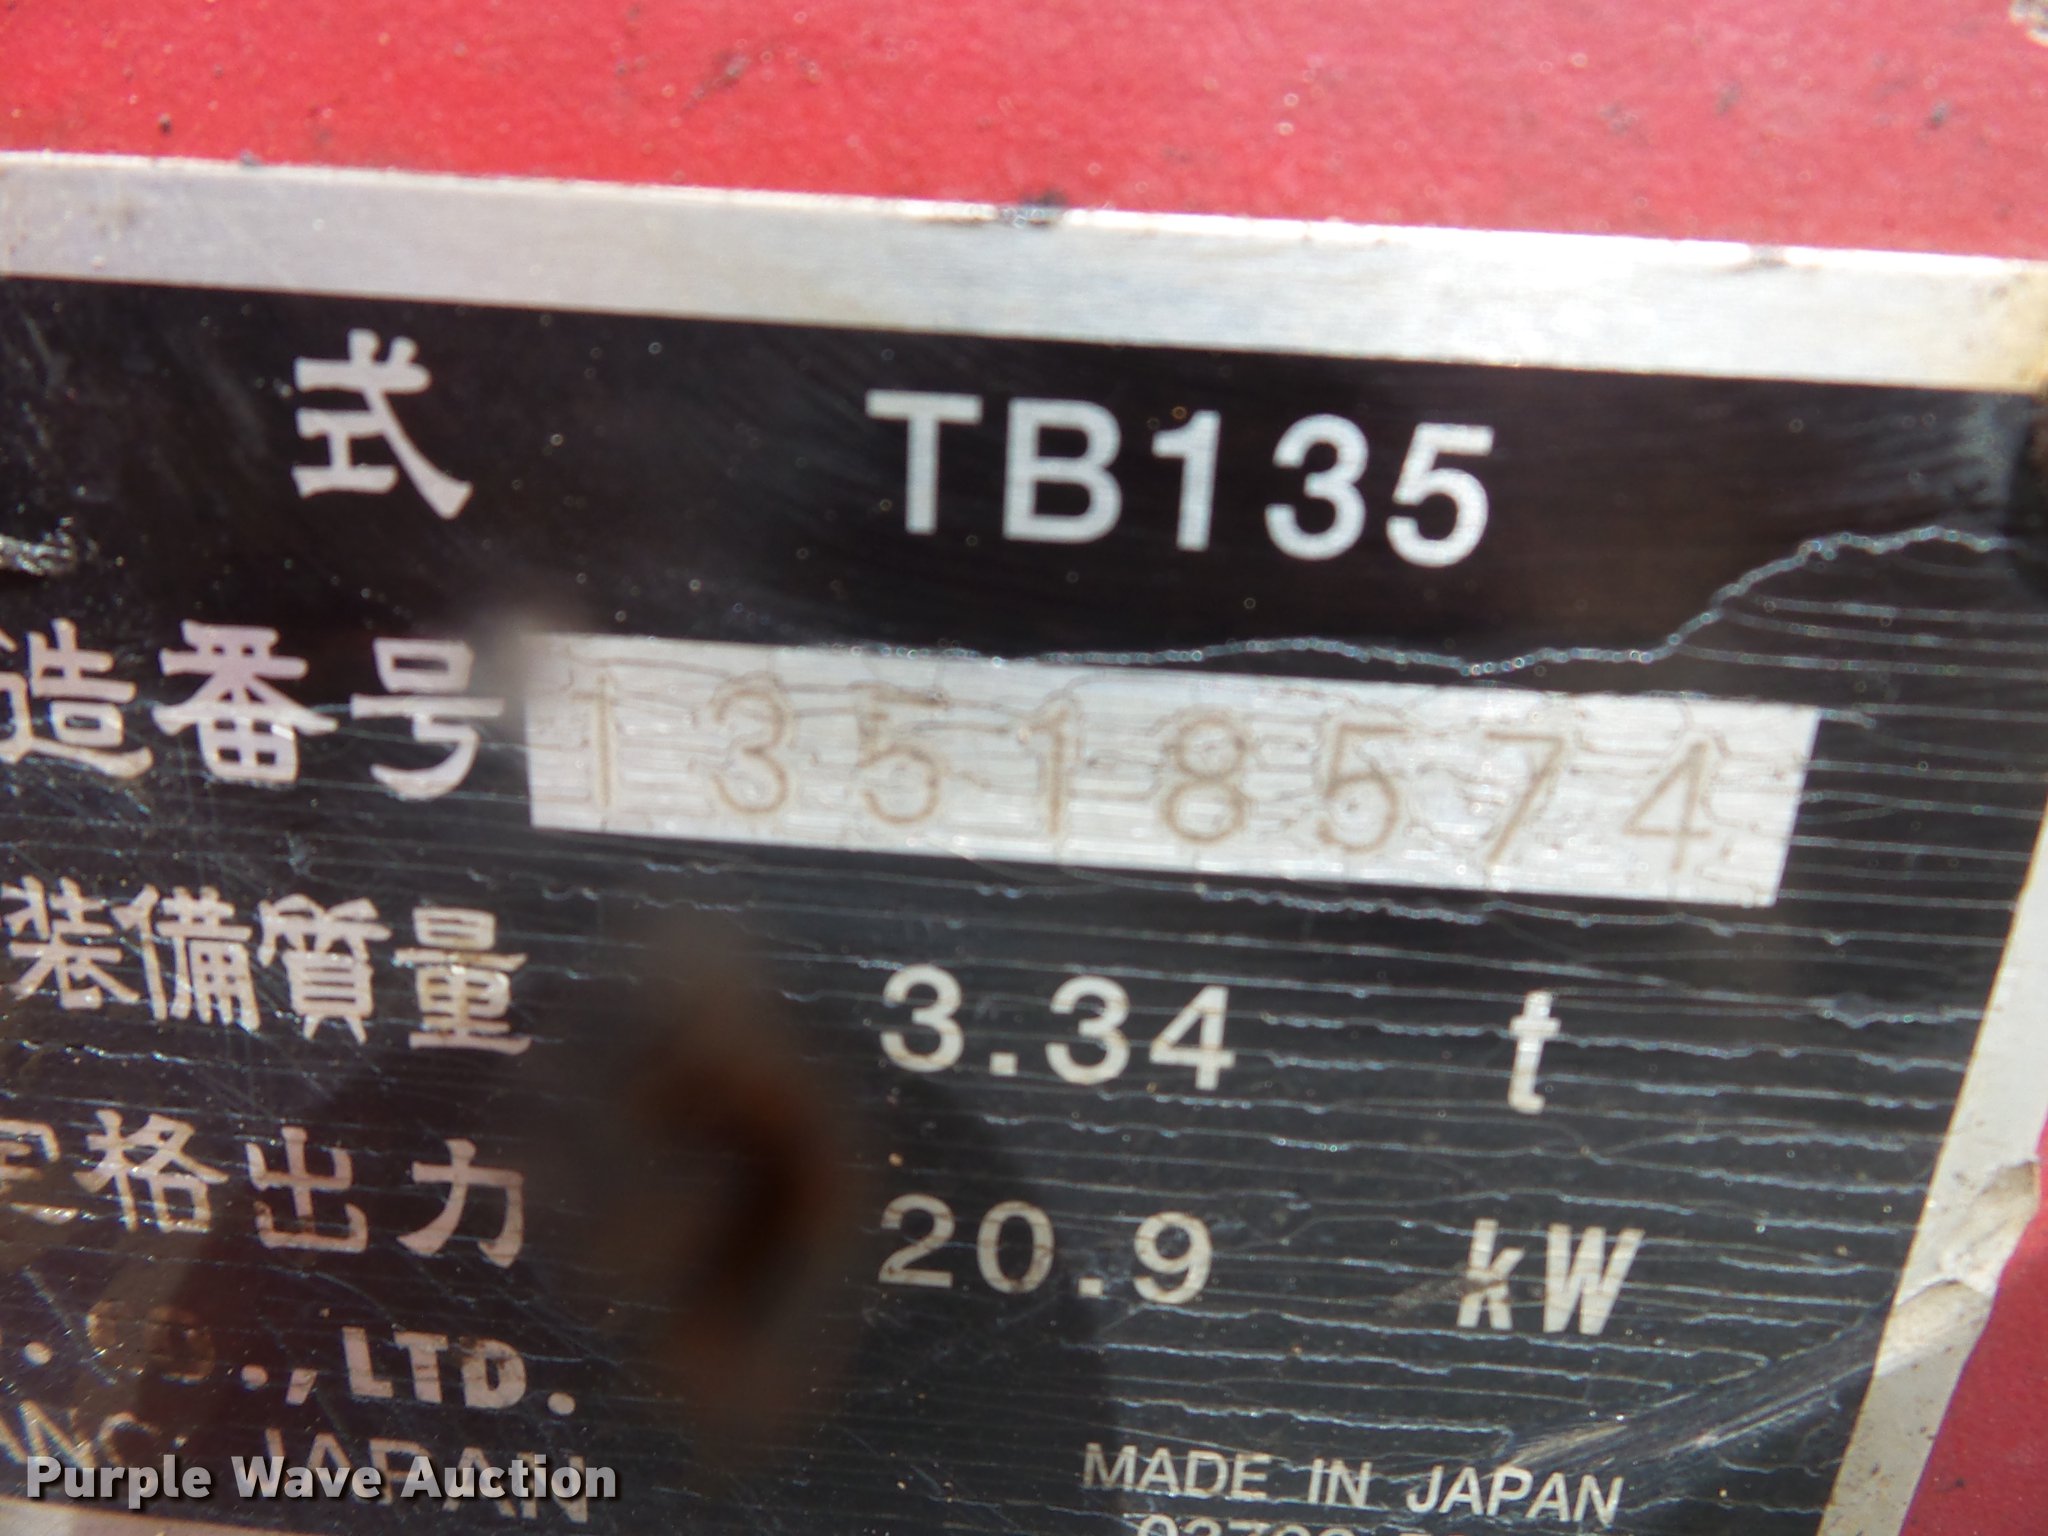 式 TB135
造番号 13518574
装備質量 3.34 t
定格出力 20.9 kW
., LTD.
JAPAN
MADE IN JAPAN
Purple Wave Auction